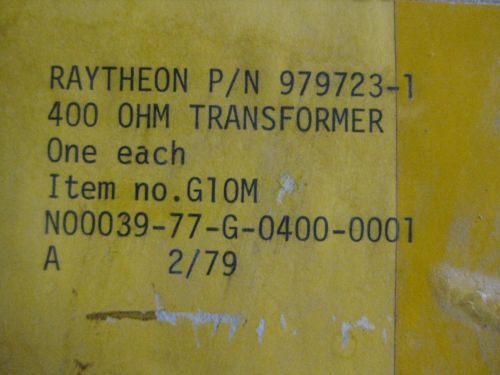 RAYTHEON P/N 979723-1
400 OHM TRANSFORMER
One each
Item no.G10M
N00039-77-G-0400-0001
A 2/79